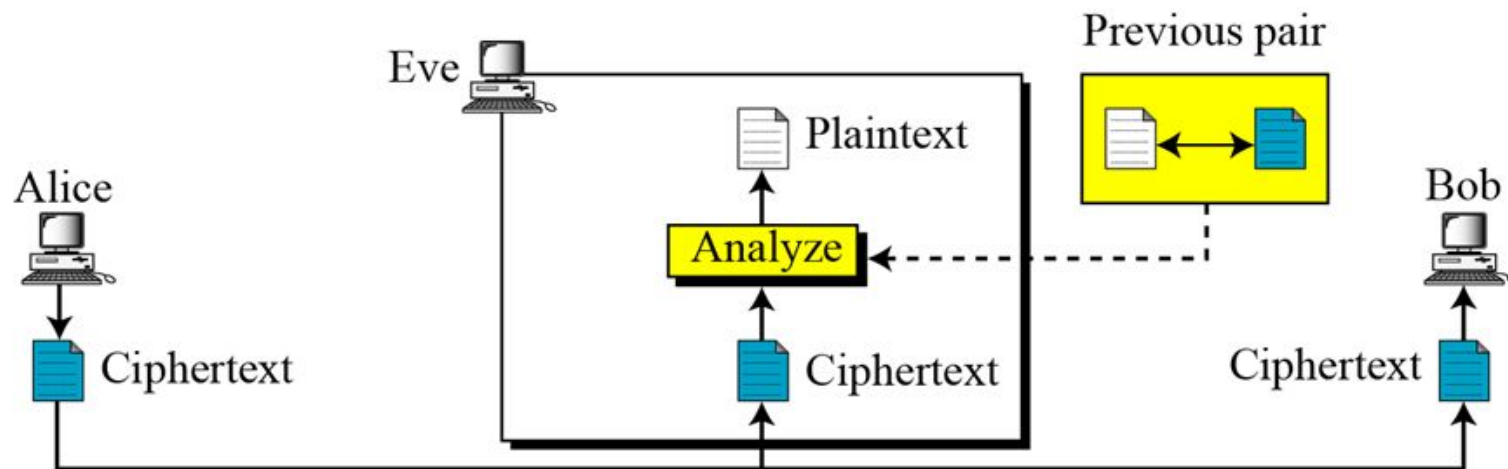 Previous pair
Eve
Plaintext
Alice
Bob
Analyze
Ciphertext
Ciphertext
Ciphertext